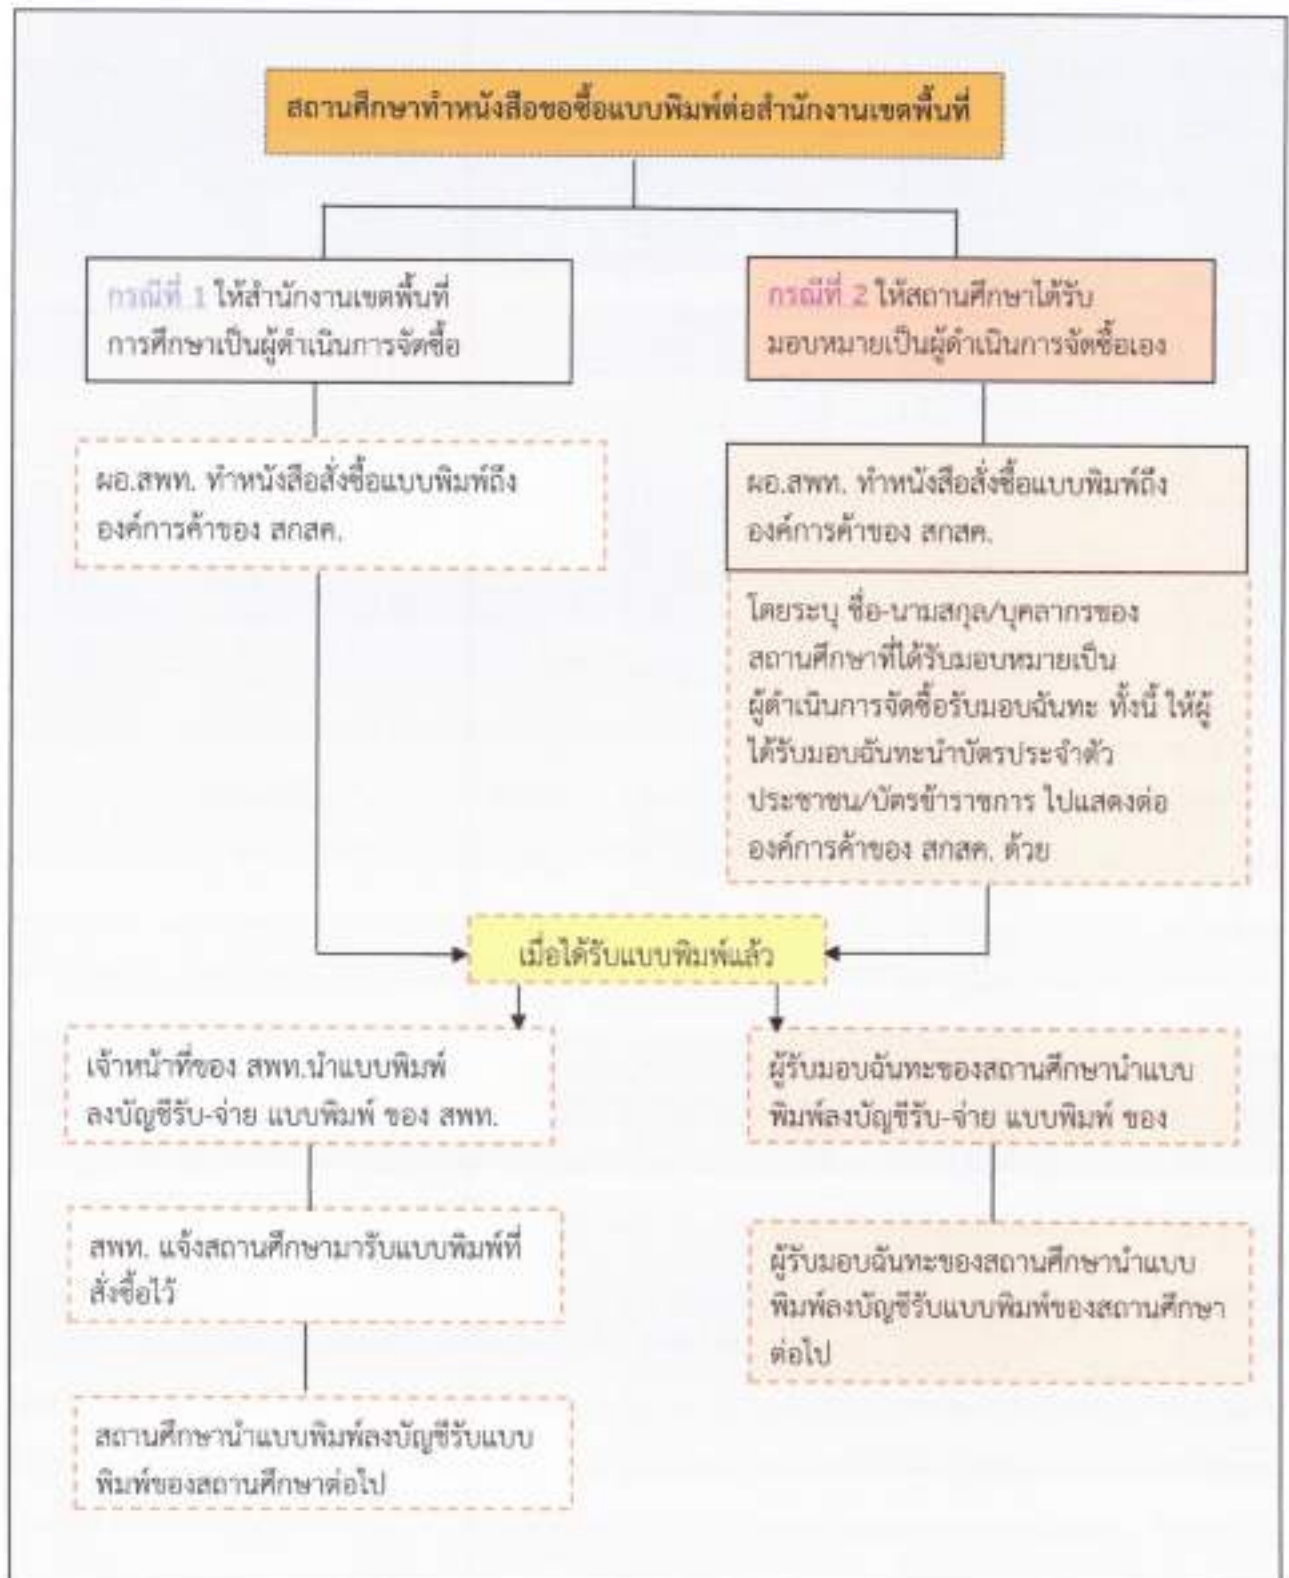 สถานศึกษาทำหนังสือขอซื้อแบบพิมพ์ต่อสำนักงานเขตพื้นที่
กรณีที่ 1 ให้สำนักงานเขตพื้นที่
การศึกษาเป็นผู้ดำเนินการจัดซื้อ
กรณีที่ 2 ให้สถานศึกษาได้รับ
มอบหมายเป็นผู้ดำเนินการจัดซื้อเอง
ผอ.สพท. ทำหนังสือสั่งซื้อแบบพิมพ์ถึง
องค์การค้าของ สกสค.
ผอ.สพท. ทำหนังสือสั่งซื้อแบบพิมพ์ถึง
องค์การค้าของ สกสค.
โดยระบุ ชื่อ-นามสกุล/บุคลากรของ
สถานศึกษาที่ได้รับมอบหมายเป็น
ผู้ดำเนินการจัดซื้อรับมอบฉันทะ ทั้งนี้ ให้ผู้
ได้รับมอบฉันทะนำบัตรประจำตัว
ประชาชน/บัตรข้าราชการ ไปแสดงต่อ
องค์การค้าของ สกสค. ด้วย
เมื่อได้รับแบบพิมพ์แล้ว
เจ้าหน้าที่ของ สพท.นำแบบพิมพ์
ลงบัญชีรับ-จ่าย แบบพิมพ์ ของ สพท.
ผู้รับมอบฉันทะของสถานศึกษานำแบบ
พิมพ์ลงบัญชีรับ-จ่าย แบบพิมพ์ ของ
สพท. แจ้งสถานศึกษามารับแบบพิมพ์ที่
สั่งซื้อไว้
ผู้รับมอบฉันทะของสถานศึกษานำแบบ
พิมพ์ลงบัญชีรับแบบพิมพ์ของสถานศึกษา
ต่อไป
สถานศึกษานำแบบพิมพ์ลงบัญชีรับแบบ
พิมพ์ของสถานศึกษาต่อไป